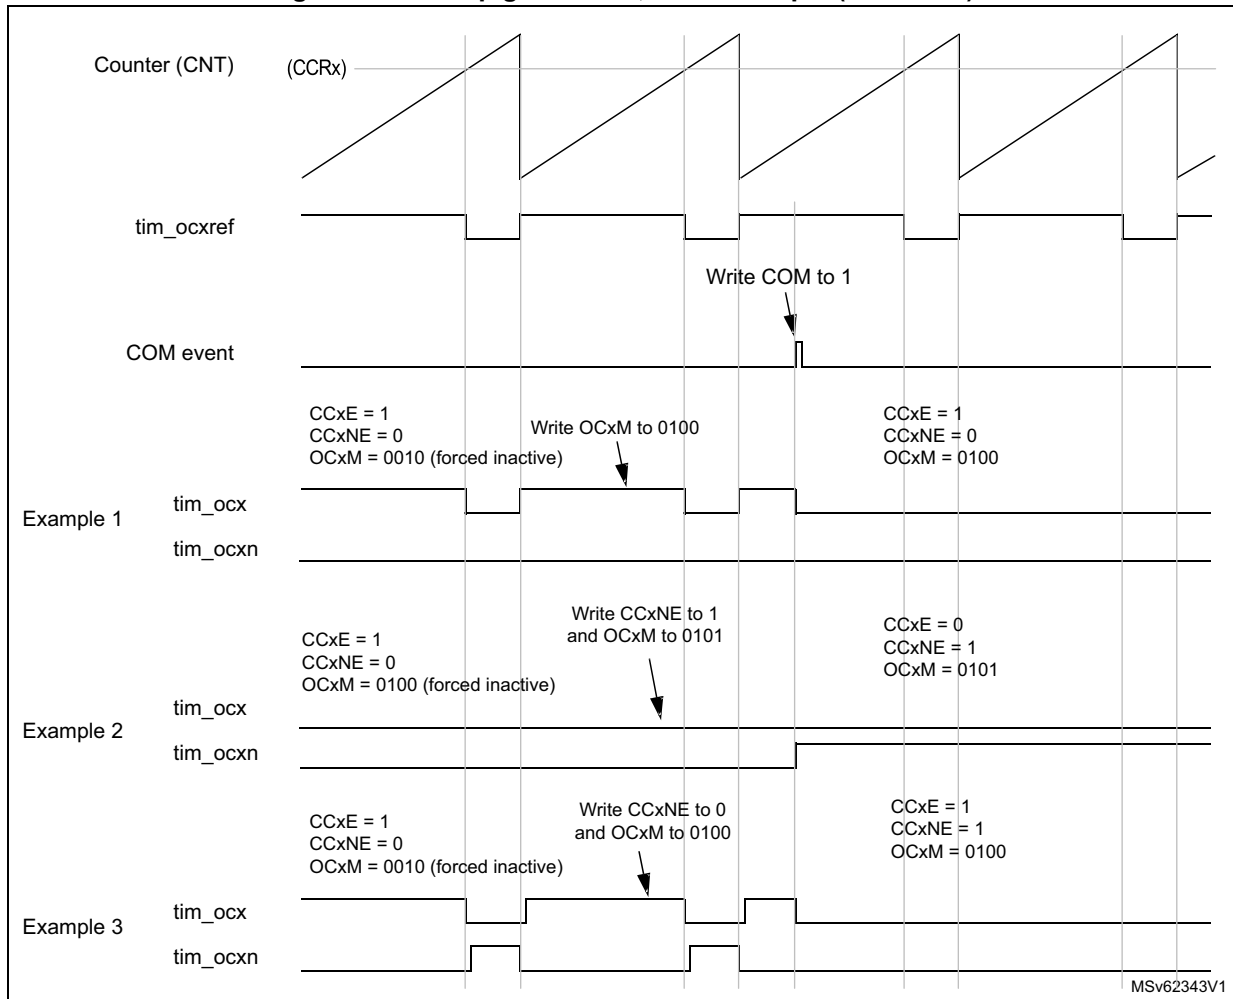 Counter (CNT)
(CCRx)
tim_ocxref
Write COM to 1
COM event
CCxE = 1
CCxNE = 0
OCxM = 0010 (forced inactive)
Write OCxM to 0100
CCxE = 1
CCxNE = 0
OCxM = 0100
Example 1
tim_ocx
tim_ocxn
Write CCxNE to 1
and OCxM to 0101
CCxE = 1
CCxNE = 0
OCxM = 0100 (forced inactive)
CCxE = 0
CCxNE = 1
OCxM = 0101
Example 2
tim_ocx
tim_ocxn
Write CCxNE to 0
and OCxM to 0100
CCxE = 1
CCxNE = 0
OCxM = 0010 (forced inactive)
CCxE = 1
CCxNE = 1
OCxM = 0100
Example 3
tim_ocx
tim_ocxn
MSv62343V1